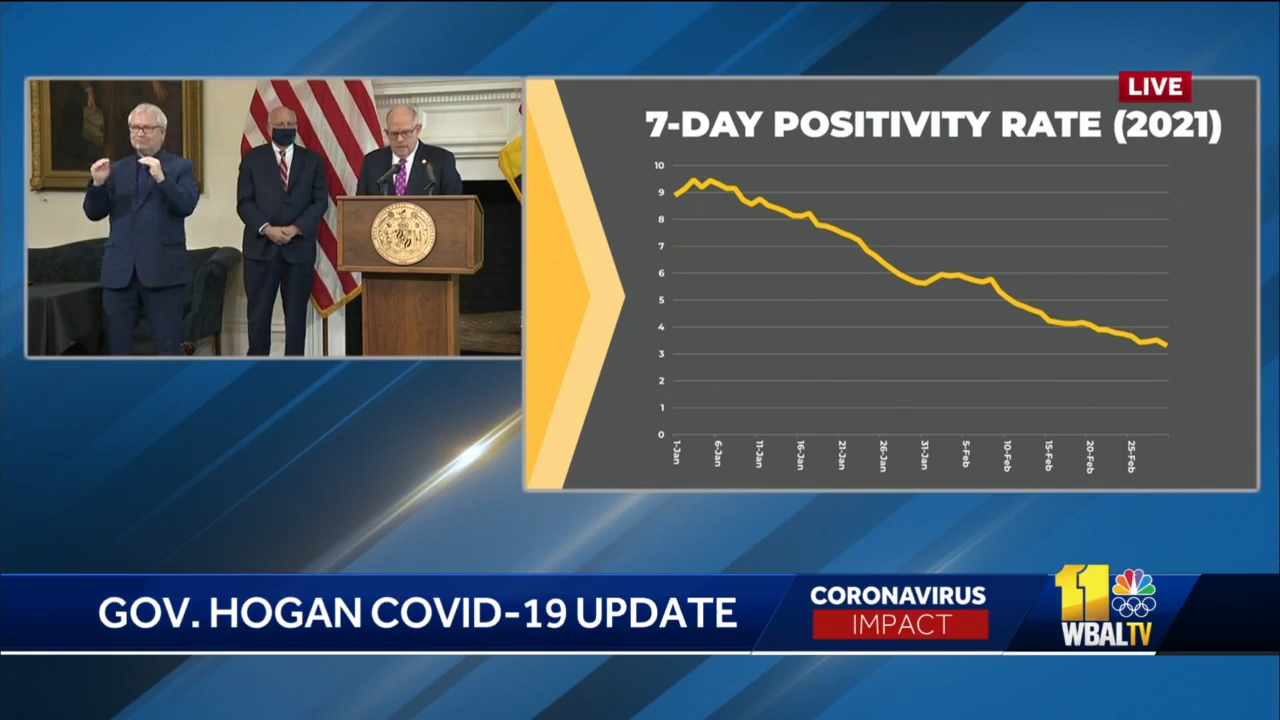 LIVE
7-DAY POSITIVITY RATE (2021)
10
9
8
7
6
5
4
3
2
1
0
1-Jan
6-Jan
11-Jan
16-Jan
21-Jan
26-Jan
31-Jan
5-Feb
10-Feb
15-Feb
20-Feb
25-Feb
GOV. HOGAN COVID-19 UPDATE
CORONAVIRUS
IMPACT
11
WBALTV